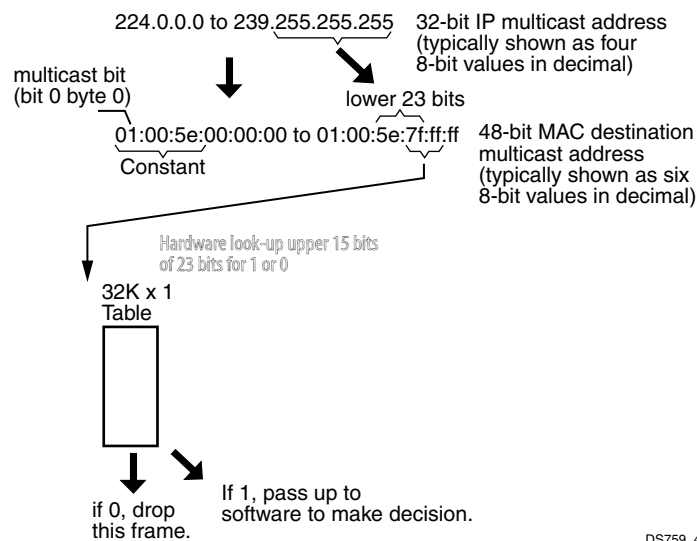 224.0.0.0 to 239.255.255.255
32-bit IP multicast address
(typically shown as four
8-bit values in decimal)
multicast bit
(bit 0 byte 0)
lower 23 bits
01:00:5e:00:00:00 to 01:00:5e:7f:ff:ff
48-bit MAC destination
multicast address
(typically shown as six
8-bit values in decimal)
Constant
Hardware look-up upper 15 bits
of 23 bits for 1 or 0
32K x 1
Table
If 1, pass up to
software to make decision.
if 0, drop
this frame.